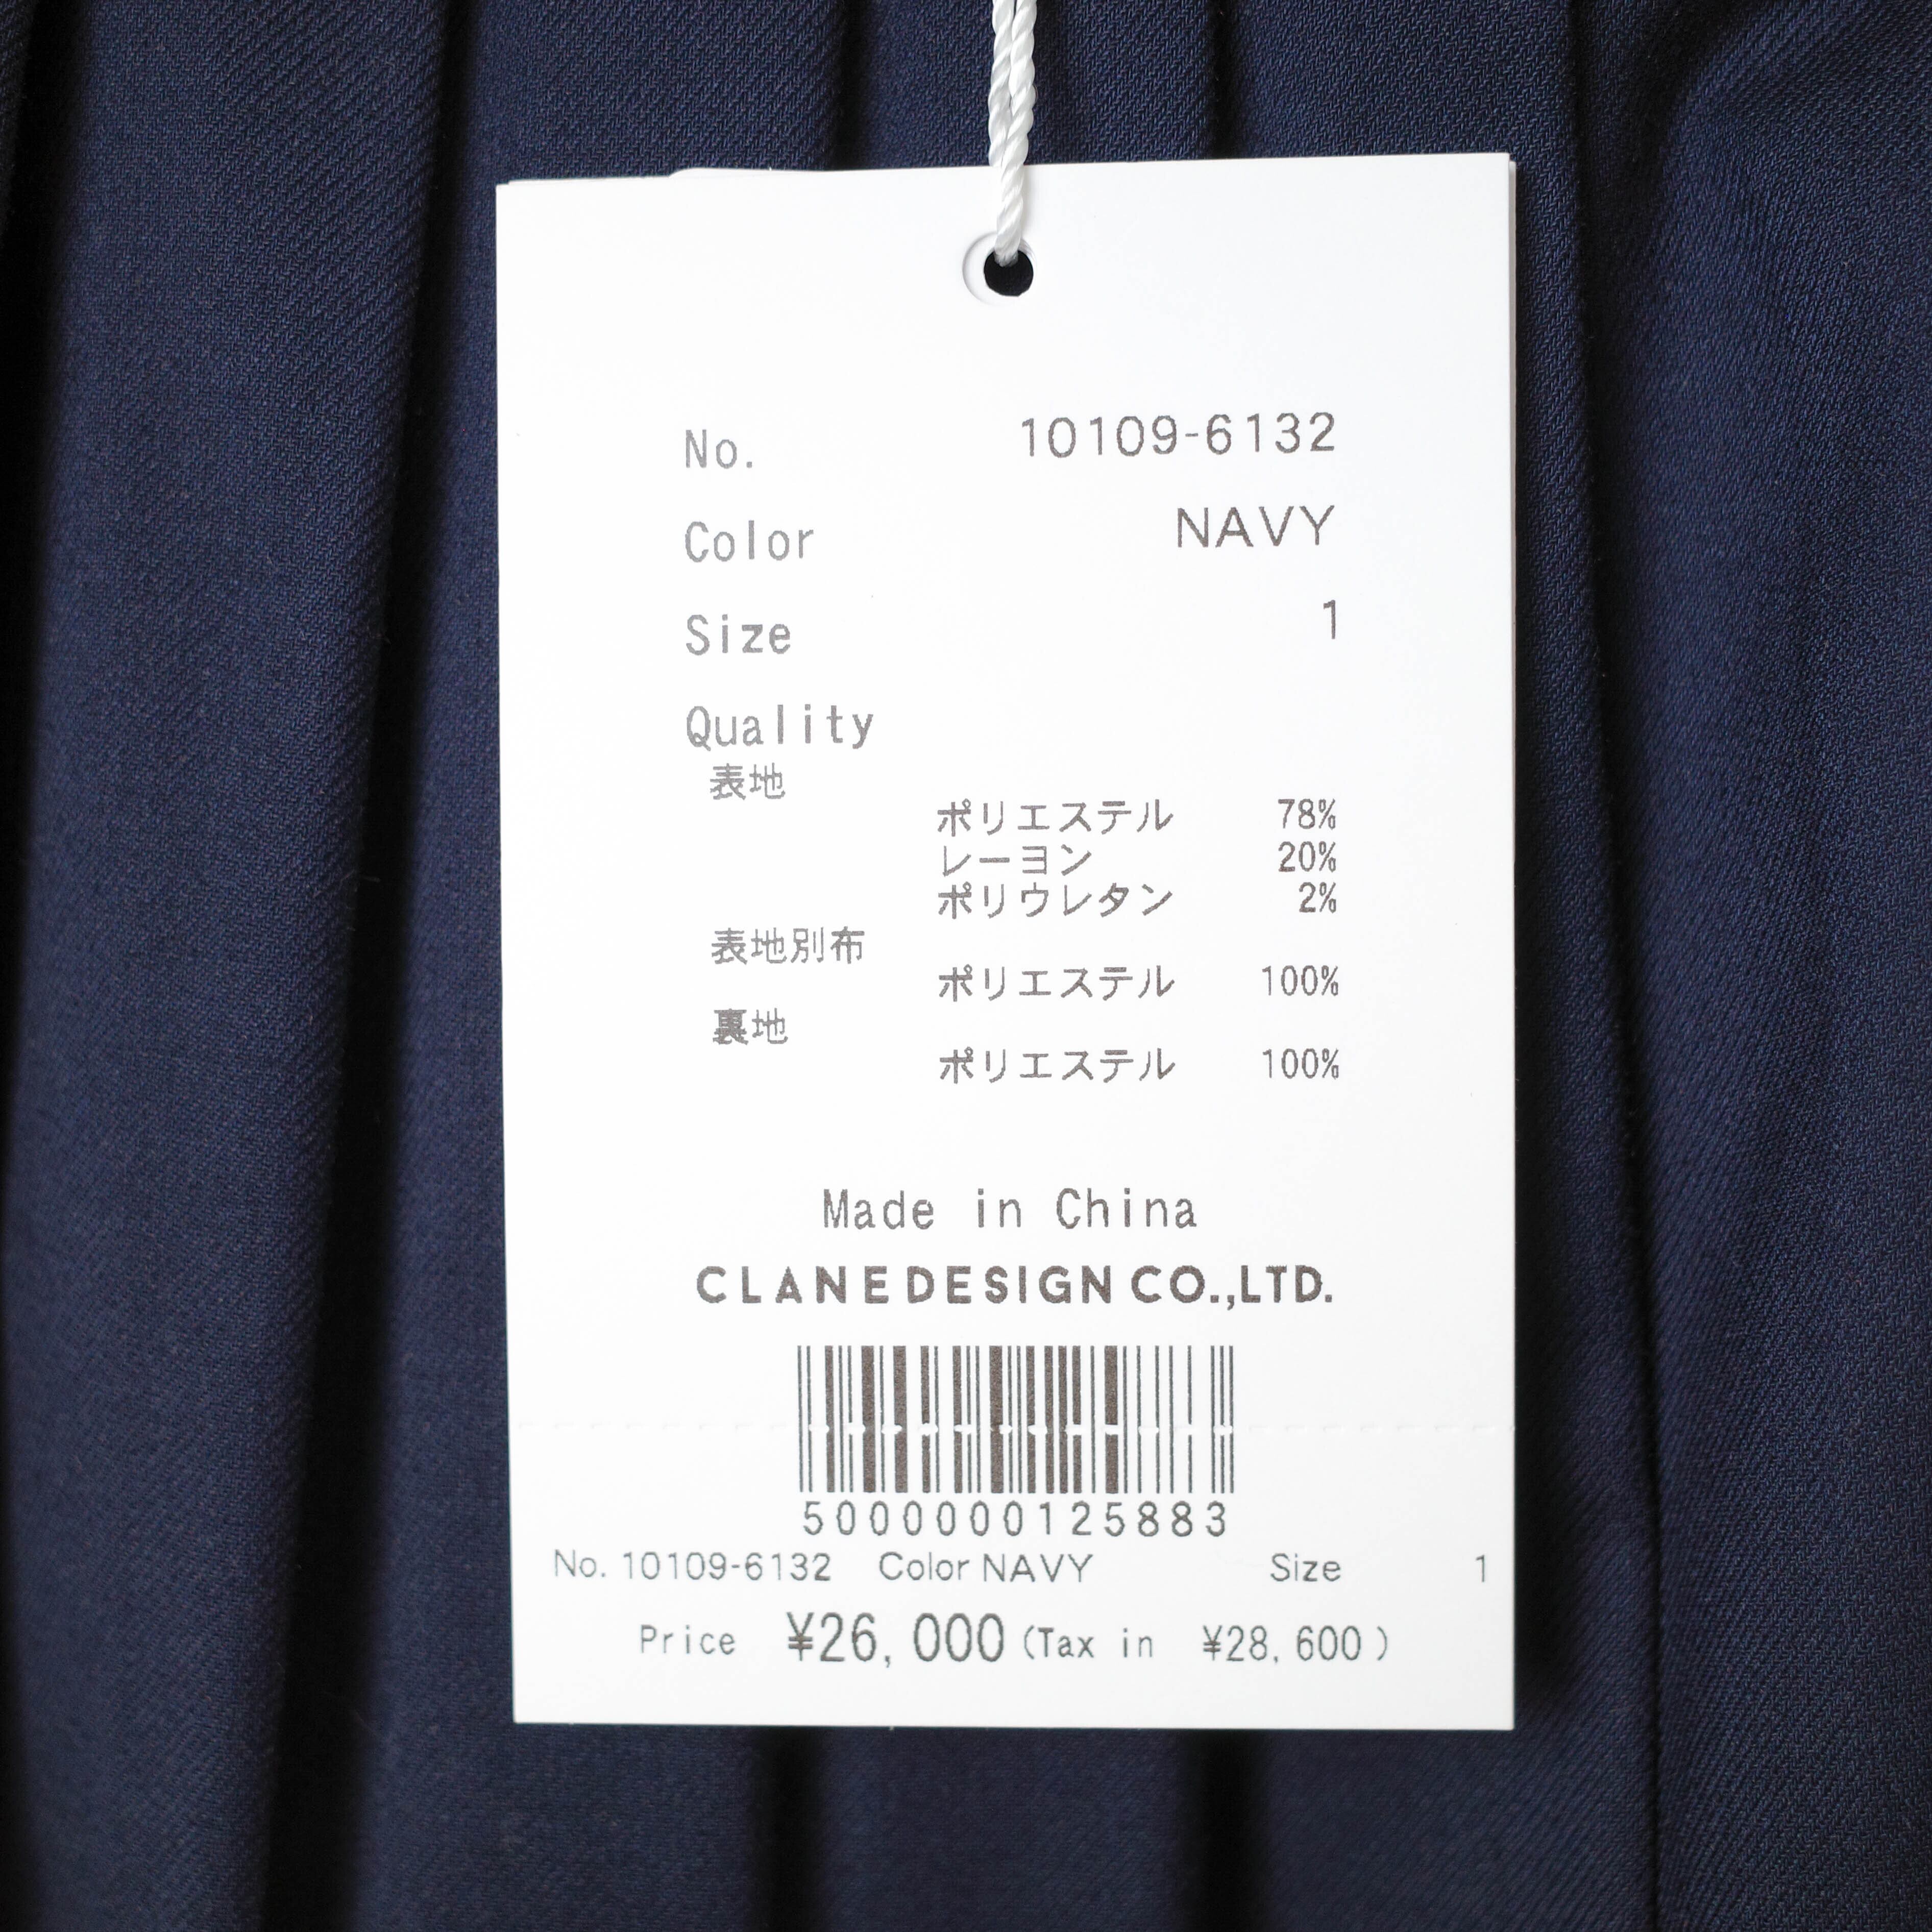 No. 10109-6132
Color NAVY
Size 1
Quality
表地
ポリエステル 78%
レーヨン 20%
ポリウレタン 2%
表地別布
ポリエステル 100%
裏地
ポリエステル 100%
Made in China
CLANE DESIGN CO.,LTD.
5000000125883
No. 10109-6132 Color NAVY Size 1
Price ¥26,000 (Tax in ¥28,600 )